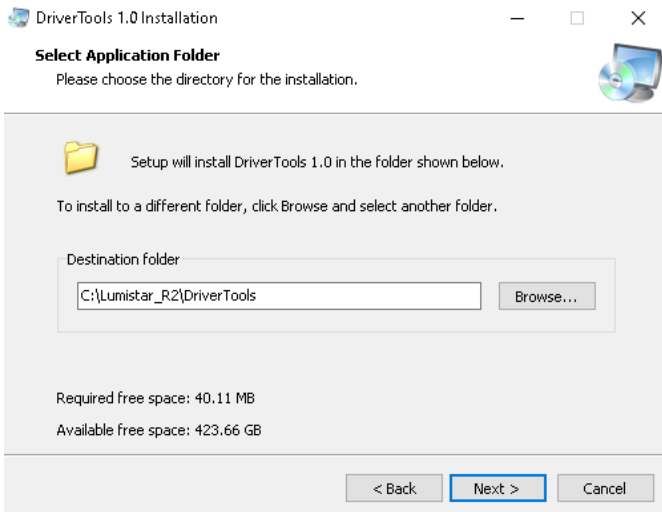 DriverTools 1.0 Installation
Select Application Folder
Please choose the directory for the installation.
Setup will install DriverTools 1.0 in the folder shown below.
To install to a different folder, click Browse and select another folder.
Destination folder
C:\Lumistar_R2\DriverTools
Browse...
Required free space: 40.11 MB
Available free space: 423.66 GB
< Back
Next >
Cancel